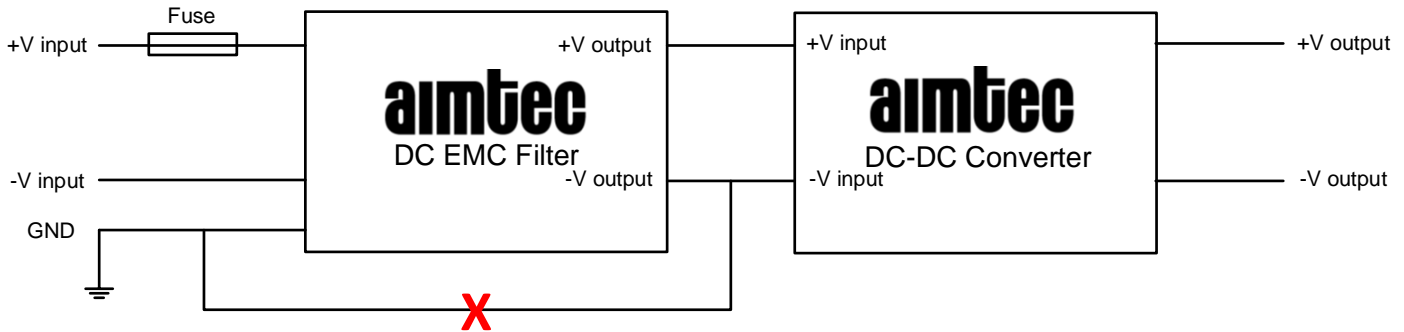 Fuse
+V input
+V output
+V input
+V output
aimtec
DC EMC Filter
aimtec
DC-DC Converter
-V input
-V output
-V input
-V output
GND
X